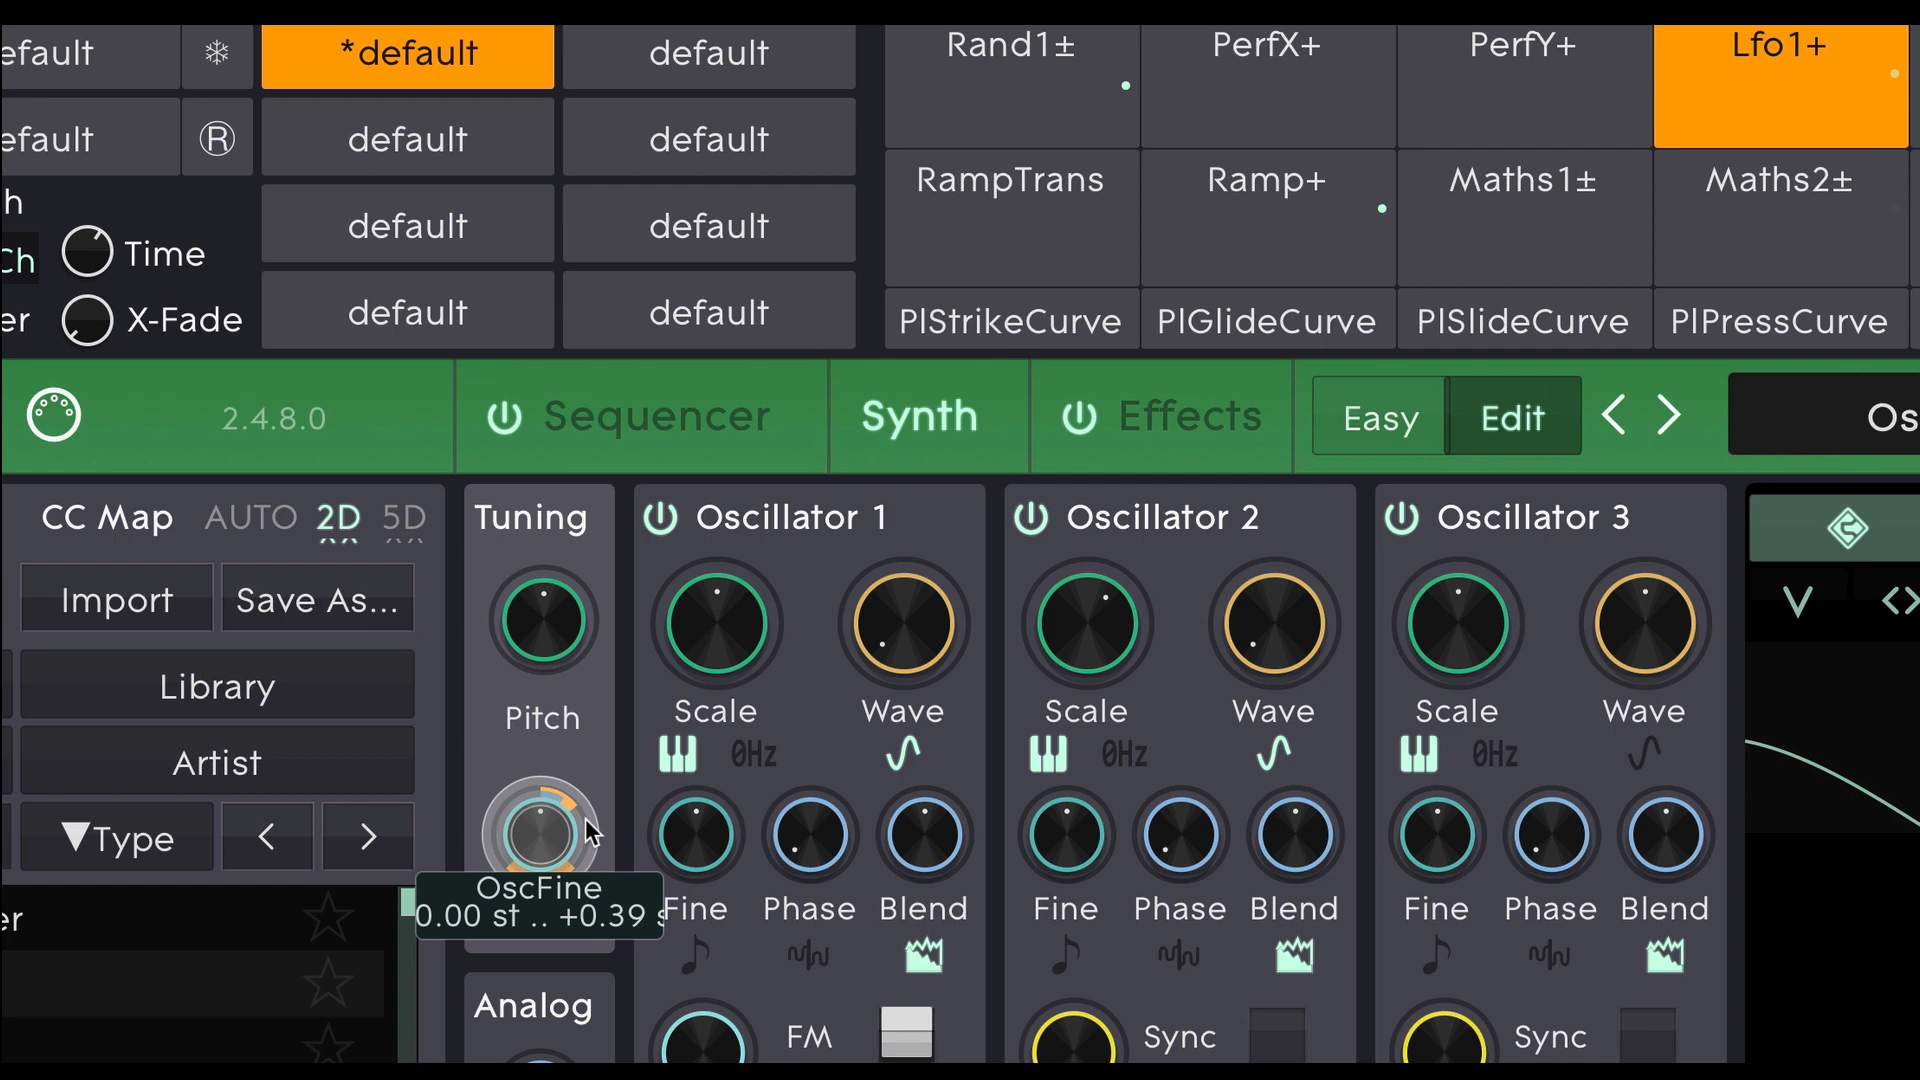 efault ❄ *default default
efault Ⓡ default default
h
Ch Time default default
er X-Fade default default
Rand1± PerfX+ PerfY+ Lfo1+
RampTrans Ramp+ Maths1± Maths2±
PlStrikeCurve PlGlideCurve PlSlideCurve PlPressCurve
2.4.8.0 Sequencer Synth Effects Easy Edit < > Os
CC Map AUTO 2D 5D
Import Save As...
Library
Artist
▼Type < >
er
Tuning
Pitch
OscFine
0.00 st .. +0.39 s
Analog
Oscillator 1
Scale Wave
0Hz
Fine Phase Blend
FM
Oscillator 2
Scale Wave
0Hz
Fine Phase Blend
Sync
Oscillator 3
Scale Wave
0Hz
Fine Phase Blend
Sync